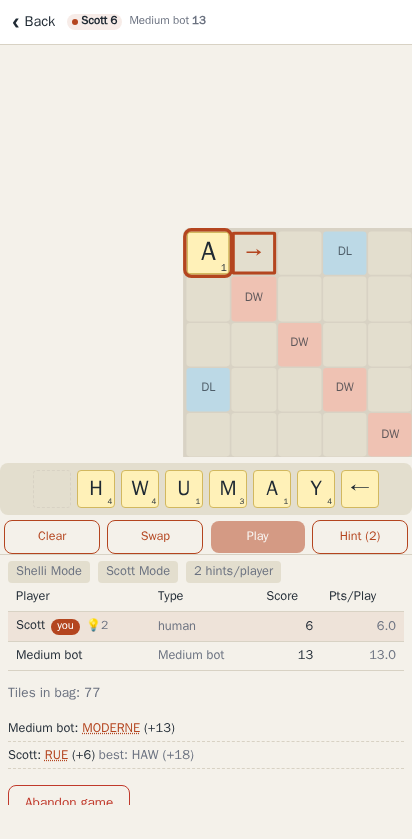 ‹ Back Scott 6 Medium bot 13
A 1 → DL
DW
DW
DL DW
DW
H 4 W 4 U 1 M 3 A 1 Y 4 ←
Clear Swap Play Hint (2)
Shelli Mode Scott Mode 2 hints/player
Player Type Score Pts/Play
Scott you 💡2 human 6 6.0
Medium bot Medium bot 13 13.0
Tiles in bag: 77
Medium bot: MODERNE (+13)
Scott: RUE (+6) best: HAW (+18)
Abandon game